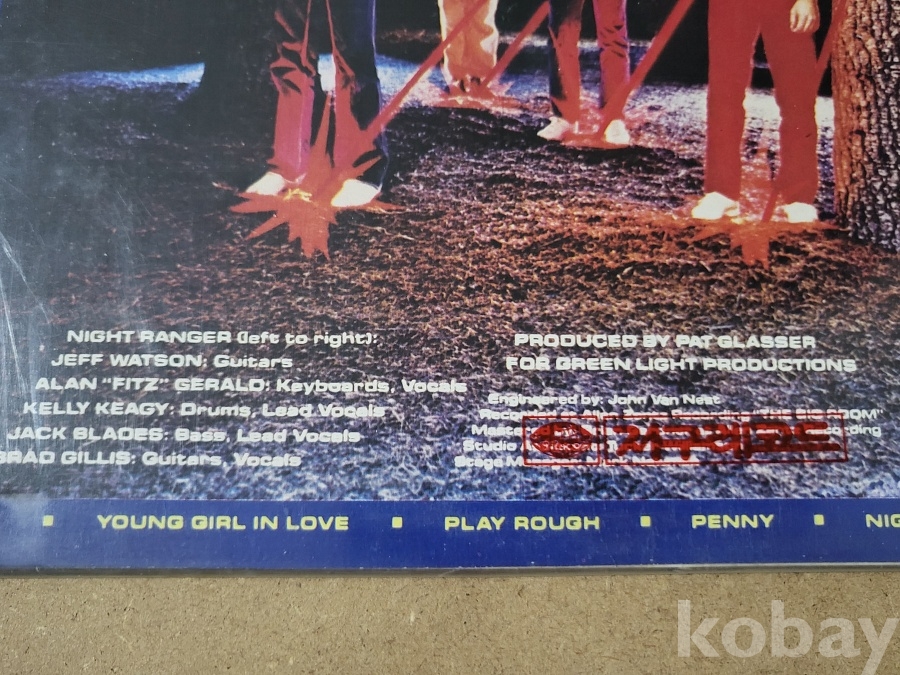 NIGHT RANGER (left to right):
JEFF WATSON: Guitars
ALAN "FITZ" GERALD: Keyboards, Vocals
KELLY KEAGY: Drums, Lead Vocals
JACK BLADES: Bass, Lead Vocals
BRAD GILLIS: Guitars, Vocals
PRODUCED BY PAT GLASSER
FOR GREEN LIGHT PRODUCTIONS
Engineered by: John Van Nest
"THE BIG ROOM"
Studio
지구레코드
YOUNG GIRL IN LOVE ▪ PLAY ROUGH ▪ PENNY ▪ NIG
kobay